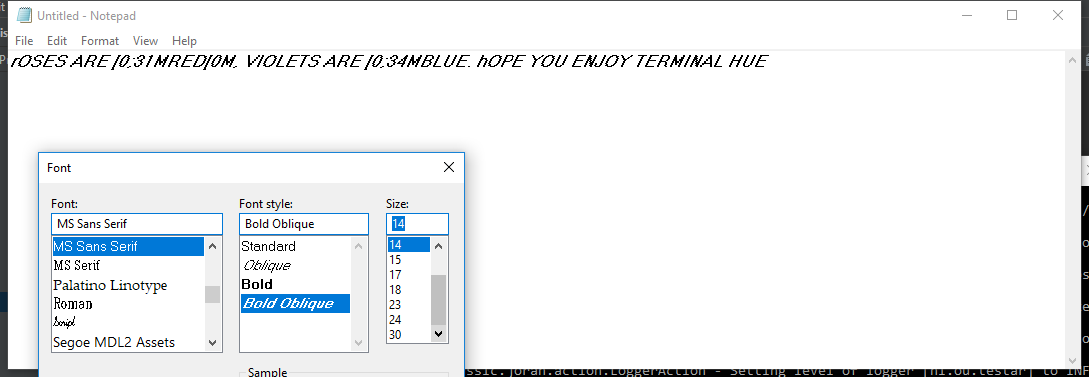 Untitled - Notepad
File Edit Format View Help
rOSES ARE [0;31MRED[0M, VIOLETS ARE [0;34MBLUE. hOPE YOU ENJOY TERMINAL HUE
Font
Font: Font style: Size:
MS Sans Serif Bold Oblique 14
MS Sans Serif Standard 14
MS Serif Oblique 15
Palatino Linotype Bold 17
Roman Bold Oblique 18
Script 23
Segoe MDL2 Assets 24
30
Sample
ssic.joran.action.LoggerAction - Setting level of logger [nl.ou.testar] to INF